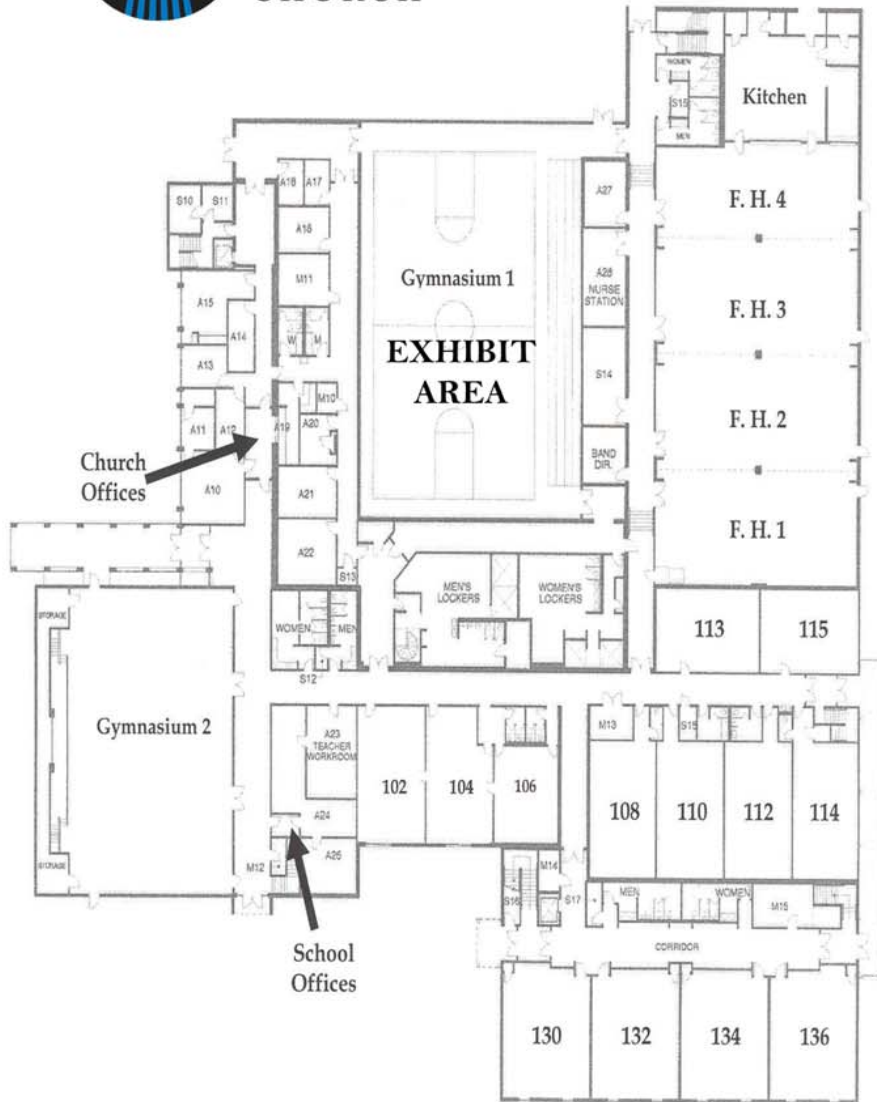 WOMEN
S15
MEN
Kitchen
A16
A17
S10
S11
A18
A27
F. H. 4
M11
Gymnasium 1
A28
NURSE
STATION
F. H. 3
A15
A14
W
M
EXHIBIT
AREA
A13
S14
M10
A11
A12
A19
A20
F. H. 2
Church
Offices
BAND
DIR.
A10
A21
A22
F. H. 1
S13
MEN'S
LOCKERS
WOMEN'S
LOCKERS
STORAGE
WOMEN
MEN
113
115
S12
Gymnasium 2
A23
TEACHER
WORKROOM
M13
S15
102
104
106
108
110
112
114
A24
A25
M12
STORAGE
M14
S16
S17
MEN
WOMEN
M15
CORRIDOR
School
Offices
130
132
134
136